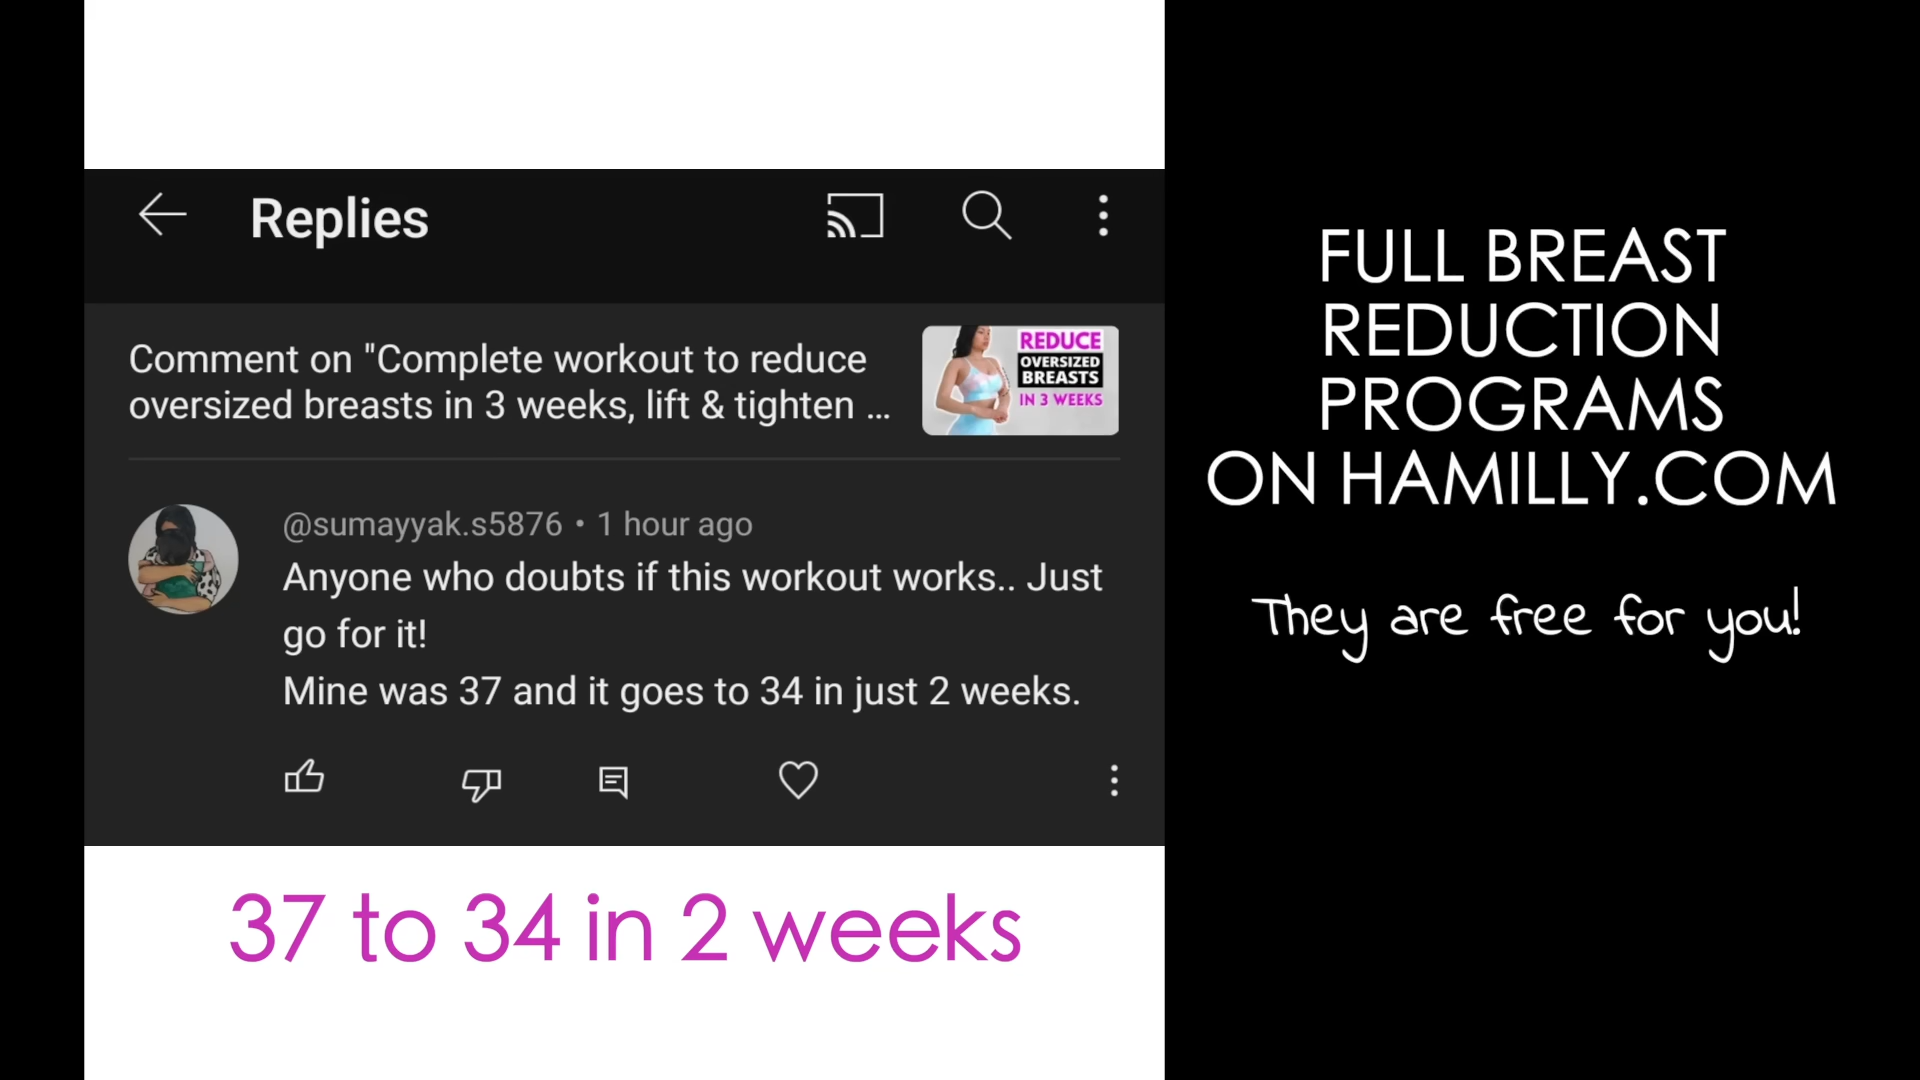 Replies
Comment on "Complete workout to reduce
oversized breasts in 3 weeks, lift & tighten ...
REDUCE
OVERSIZED
BREASTS
IN 3 WEEKS
@sumayyak.s5876 • 1 hour ago
Anyone who doubts if this workout works.. Just
go for it!
Mine was 37 and it goes to 34 in just 2 weeks.
37 to 34 in 2 weeks
FULL BREAST
REDUCTION
PROGRAMS
ON HAMILLY.COM
They are free for you!